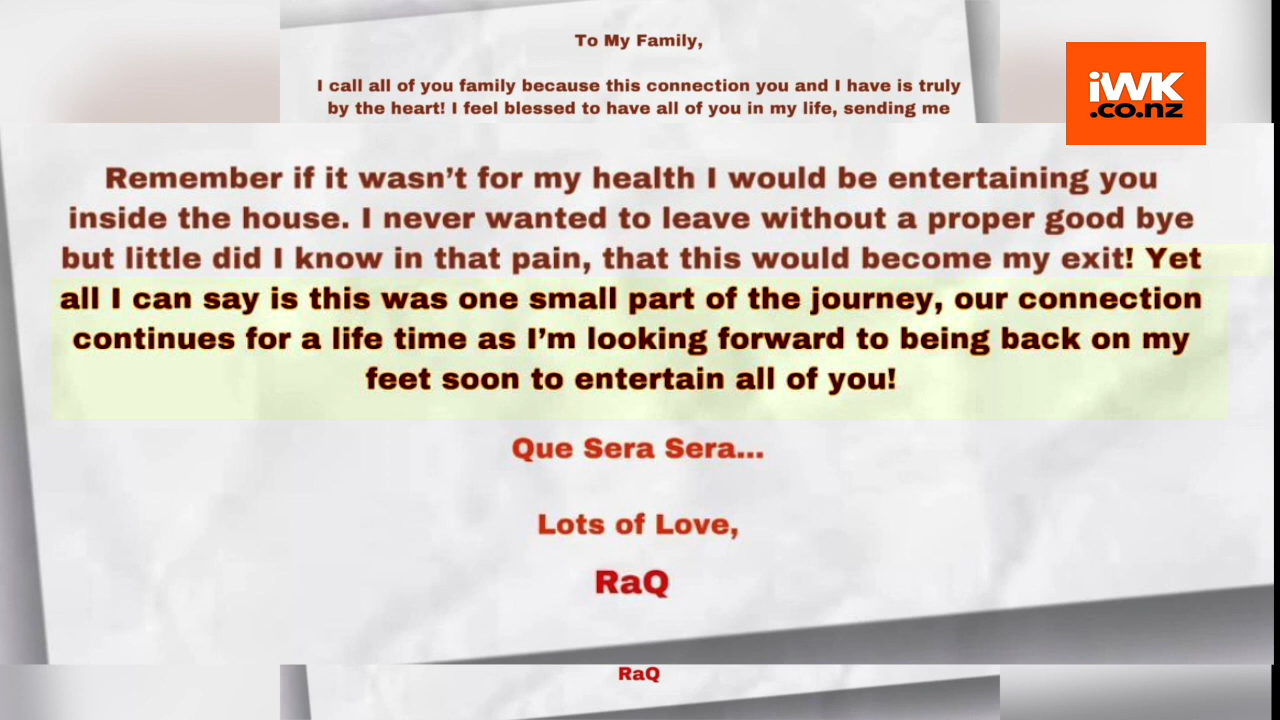 To My Family,
I call all of you family because this connection you and I have is truly
by the heart! I feel blessed to have all of you in my life, sending me
iWK
.co.nz
Remember if it wasn’t for my health I would be entertaining you
inside the house. I never wanted to leave without a proper good bye
but little did I know in that pain, that this would become my exit! Yet
all I can say is this was one small part of the journey, our connection
continues for a life time as I’m looking forward to being back on my
feet soon to entertain all of you!
Que Sera Sera...
Lots of Love,
RaQ
RaQ